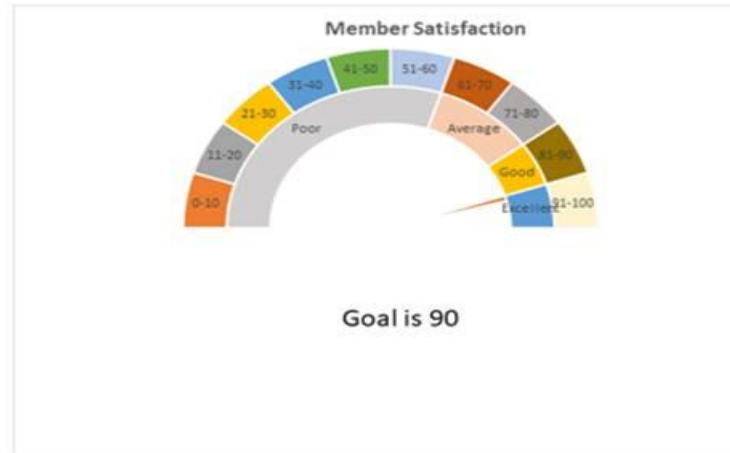 Member Satisfaction
0-10
11-20
21-30
31-40
41-50
51-60
61-70
71-80
81-90
91-100
Poor
Average
Good
Excellent
Goal is 90